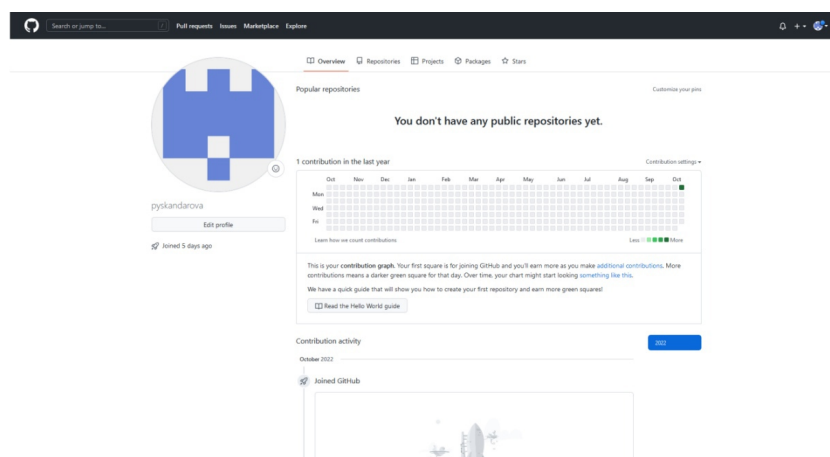 Search or jump to... /
Pull requests Issues Marketplace Explore
Overview Repositories Projects Packages Stars
Popular repositories Customize your pins
You don't have any public repositories yet.
1 contribution in the last year Contribution settings
Oct Nov Dec Jan Feb Mar Apr May Jun Jul Aug Sep Oct
Mon
Wed
Fri
Learn how we count contributions Less More
pyskandarova
Edit profile
Joined 5 days ago
This is your contribution graph. Your first square is for joining GitHub and you'll earn more as you make additional contributions. More
contributions means a darker green square for that day. Over time, your chart might start looking something like this.
We have a quick guide that will show you how to create your first repository and earn more green squares!
Read the Hello World guide
Contribution activity 2022
October 2022
Joined GitHub